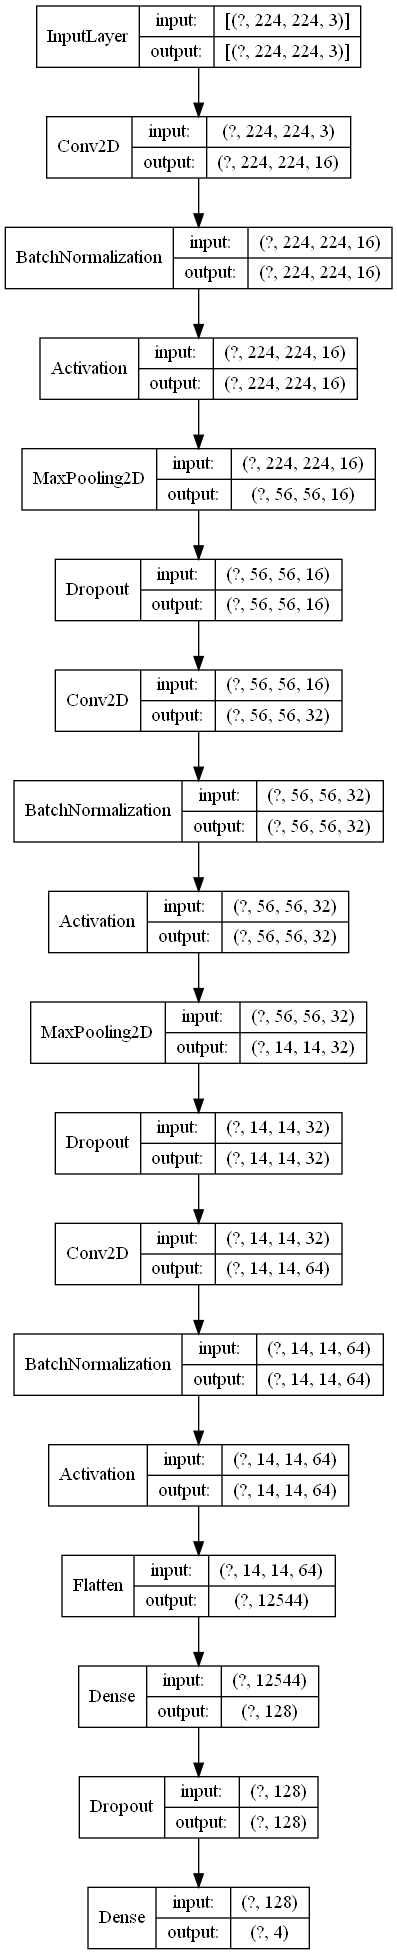 InputLayer input: [(?, 224, 224, 3)]
output: [(?, 224, 224, 3)]
Conv2D input: (?, 224, 224, 3)
output: (?, 224, 224, 16)
BatchNormalization input: (?, 224, 224, 16)
output: (?, 224, 224, 16)
Activation input: (?, 224, 224, 16)
output: (?, 224, 224, 16)
MaxPooling2D input: (?, 224, 224, 16)
output: (?, 56, 56, 16)
Dropout input: (?, 56, 56, 16)
output: (?, 56, 56, 16)
Conv2D input: (?, 56, 56, 16)
output: (?, 56, 56, 32)
BatchNormalization input: (?, 56, 56, 32)
output: (?, 56, 56, 32)
Activation input: (?, 56, 56, 32)
output: (?, 56, 56, 32)
MaxPooling2D input: (?, 56, 56, 32)
output: (?, 14, 14, 32)
Dropout input: (?, 14, 14, 32)
output: (?, 14, 14, 32)
Conv2D input: (?, 14, 14, 32)
output: (?, 14, 14, 64)
BatchNormalization input: (?, 14, 14, 64)
output: (?, 14, 14, 64)
Activation input: (?, 14, 14, 64)
output: (?, 14, 14, 64)
Flatten input: (?, 14, 14, 64)
output: (?, 12544)
Dense input: (?, 12544)
output: (?, 128)
Dropout input: (?, 128)
output: (?, 128)
Dense input: (?, 128)
output: (?, 4)